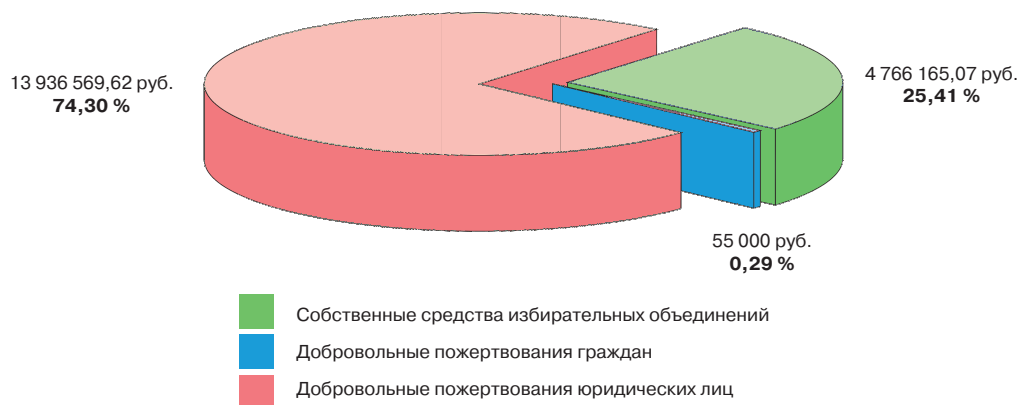 13 936 569,62 руб.
74,30 %
4 766 165,07 руб.
25,41 %
55 000 руб.
0,29 %
Собственные средства избирательных объединений
Добровольные пожертвования граждан
Добровольные пожертвования юридических лиц